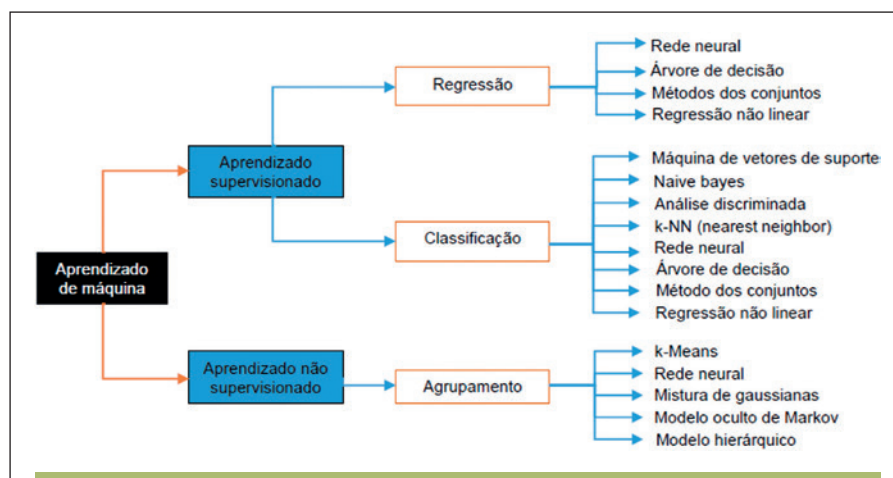 Aprendizado
de máquina
Aprendizado
supervisionado
Regressão
Rede neural
Árvore de decisão
Métodos dos conjuntos
Regressão não linear
Classificação
Máquina de vetores de suporte
Naive bayes
Análise discriminada
k-NN (nearest neighbor)
Rede neural
Árvore de decisão
Método dos conjuntos
Regressão não linear
Aprendizado não
supervisionado
Agrupamento
k-Means
Rede neural
Mistura de gaussianas
Modelo oculto de Markov
Modelo hierárquico